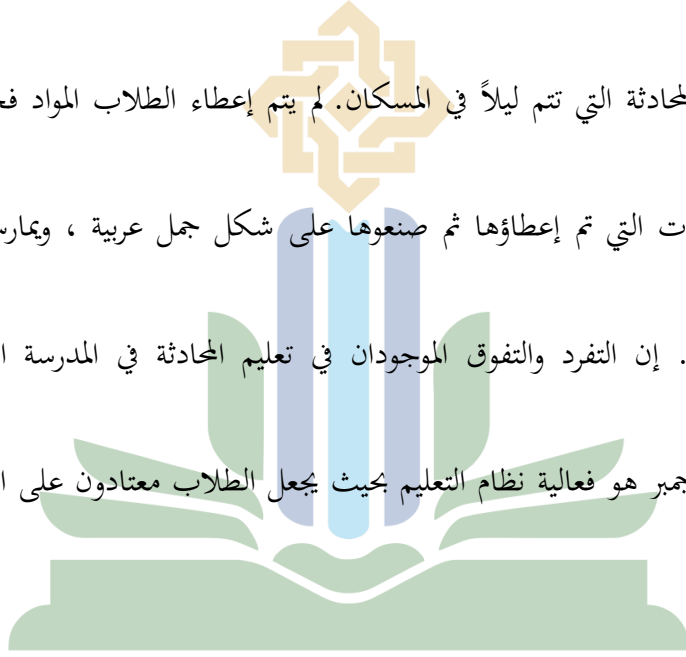 لمحادثة التي تتم ليلاً في المسكان. لم يتم إعطاء الطلاب المواد
ت التي تم إعطاؤها ثم صنعوها على شكل جمل عربية ، ويمارس
. إن التفرد والتفوق الموجودان في تعليم المحادثة في المدرسة
جمبر هو فعالية نظام التعليم بحيث يجعل الطلاب معتادون على